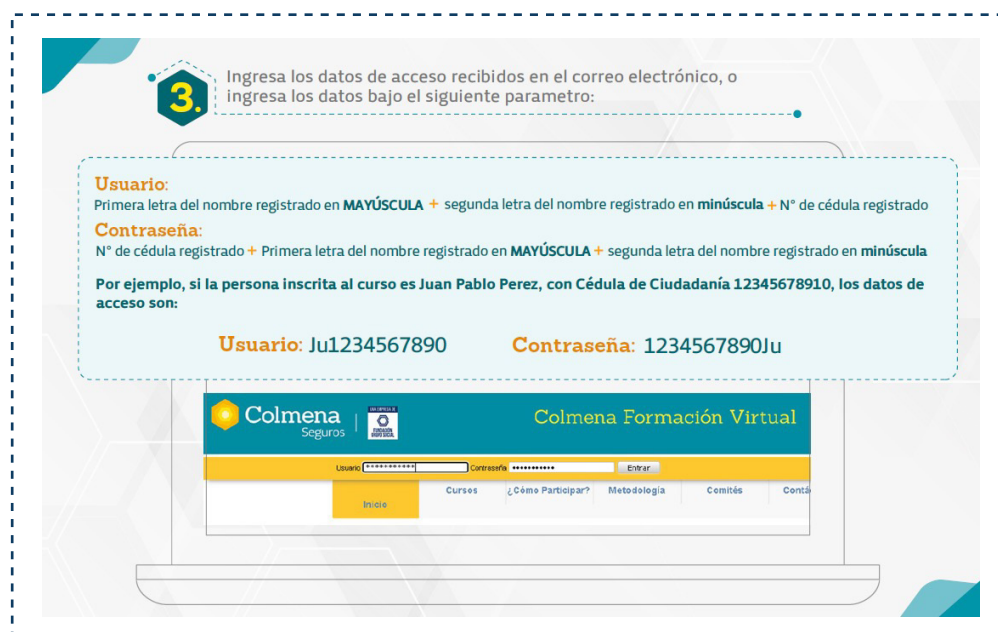 3.
Ingresa los datos de acceso recibidos en el correo electrónico, o
ingresa los datos bajo el siguiente parametro:
Usuario:
Primera letra del nombre registrado en MAYÚSCULA + segunda letra del nombre registrado en minúscula + N° de cédula registrado
Contraseña:
N° de cédula registrado + Primera letra del nombre registrado en MAYÚSCULA + segunda letra del nombre registrado en minúscula
Por ejemplo, si la persona inscrita al curso es Juan Pablo Perez, con Cédula de Ciudadanía 12345678910, los datos de
acceso son:
Usuario: Ju1234567890 Contraseña: 1234567890Ju
Colmena
Seguros
Colmena Formación Virtual
Usuario Contraseña Entrar
Inicio Cursos ¿Cómo Participar? Metodología Comités Contá